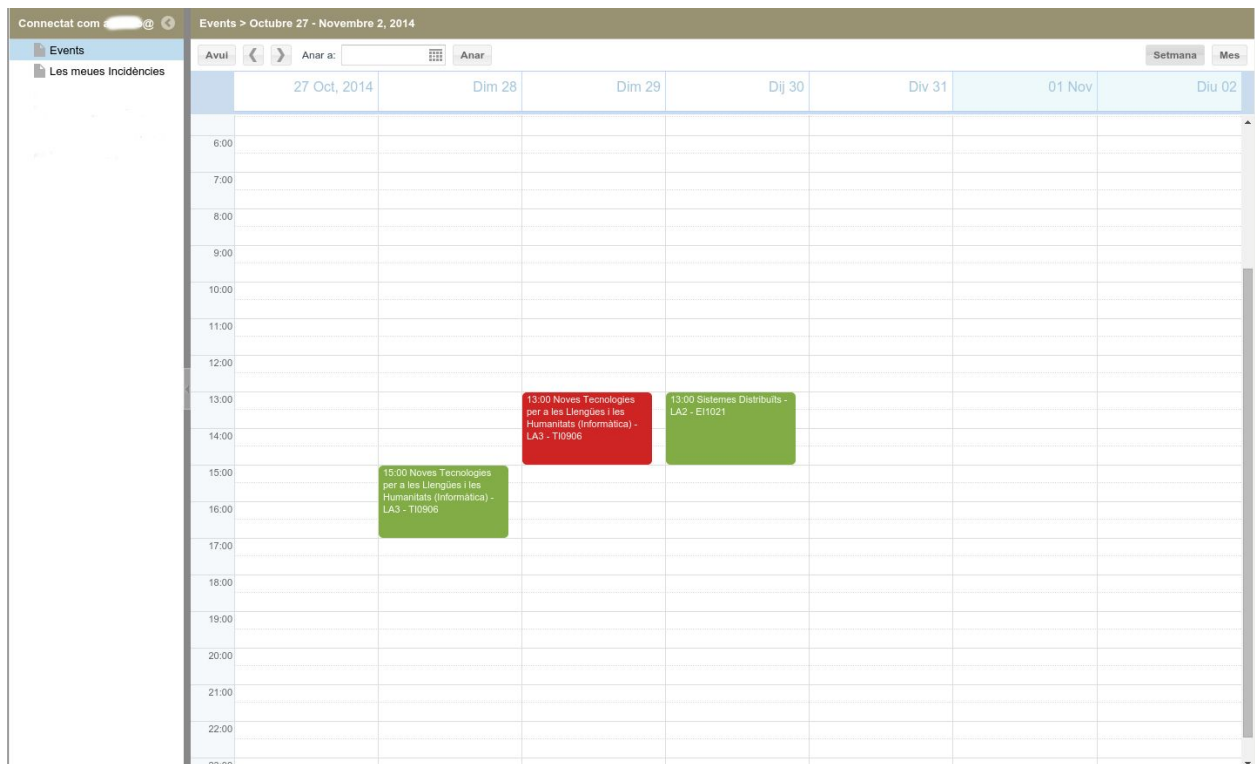 Connectat com @
Events > Octubre 27 - Novembre 2, 2014
Events
Les meues Incidències
Avui
Anar a:
Anar
Setmana
Mes
27 Oct, 2014
Dim 28
Dim 29
Dij 30
Div 31
01 Nov
Diu 02
6:00
7:00
8:00
9:00
10:00
11:00
12:00
13:00
13:00 Noves Tecnologies
per a les Llengües i les
Humanitats (Informàtica) -
LA3 - TI0906
13:00 Sistemes Distribuïts -
LA2 - EI1021
14:00
15:00
15:00 Noves Tecnologies
per a les Llengües i les
Humanitats (Informàtica) -
LA3 - TI0906
16:00
17:00
18:00
19:00
20:00
21:00
22:00